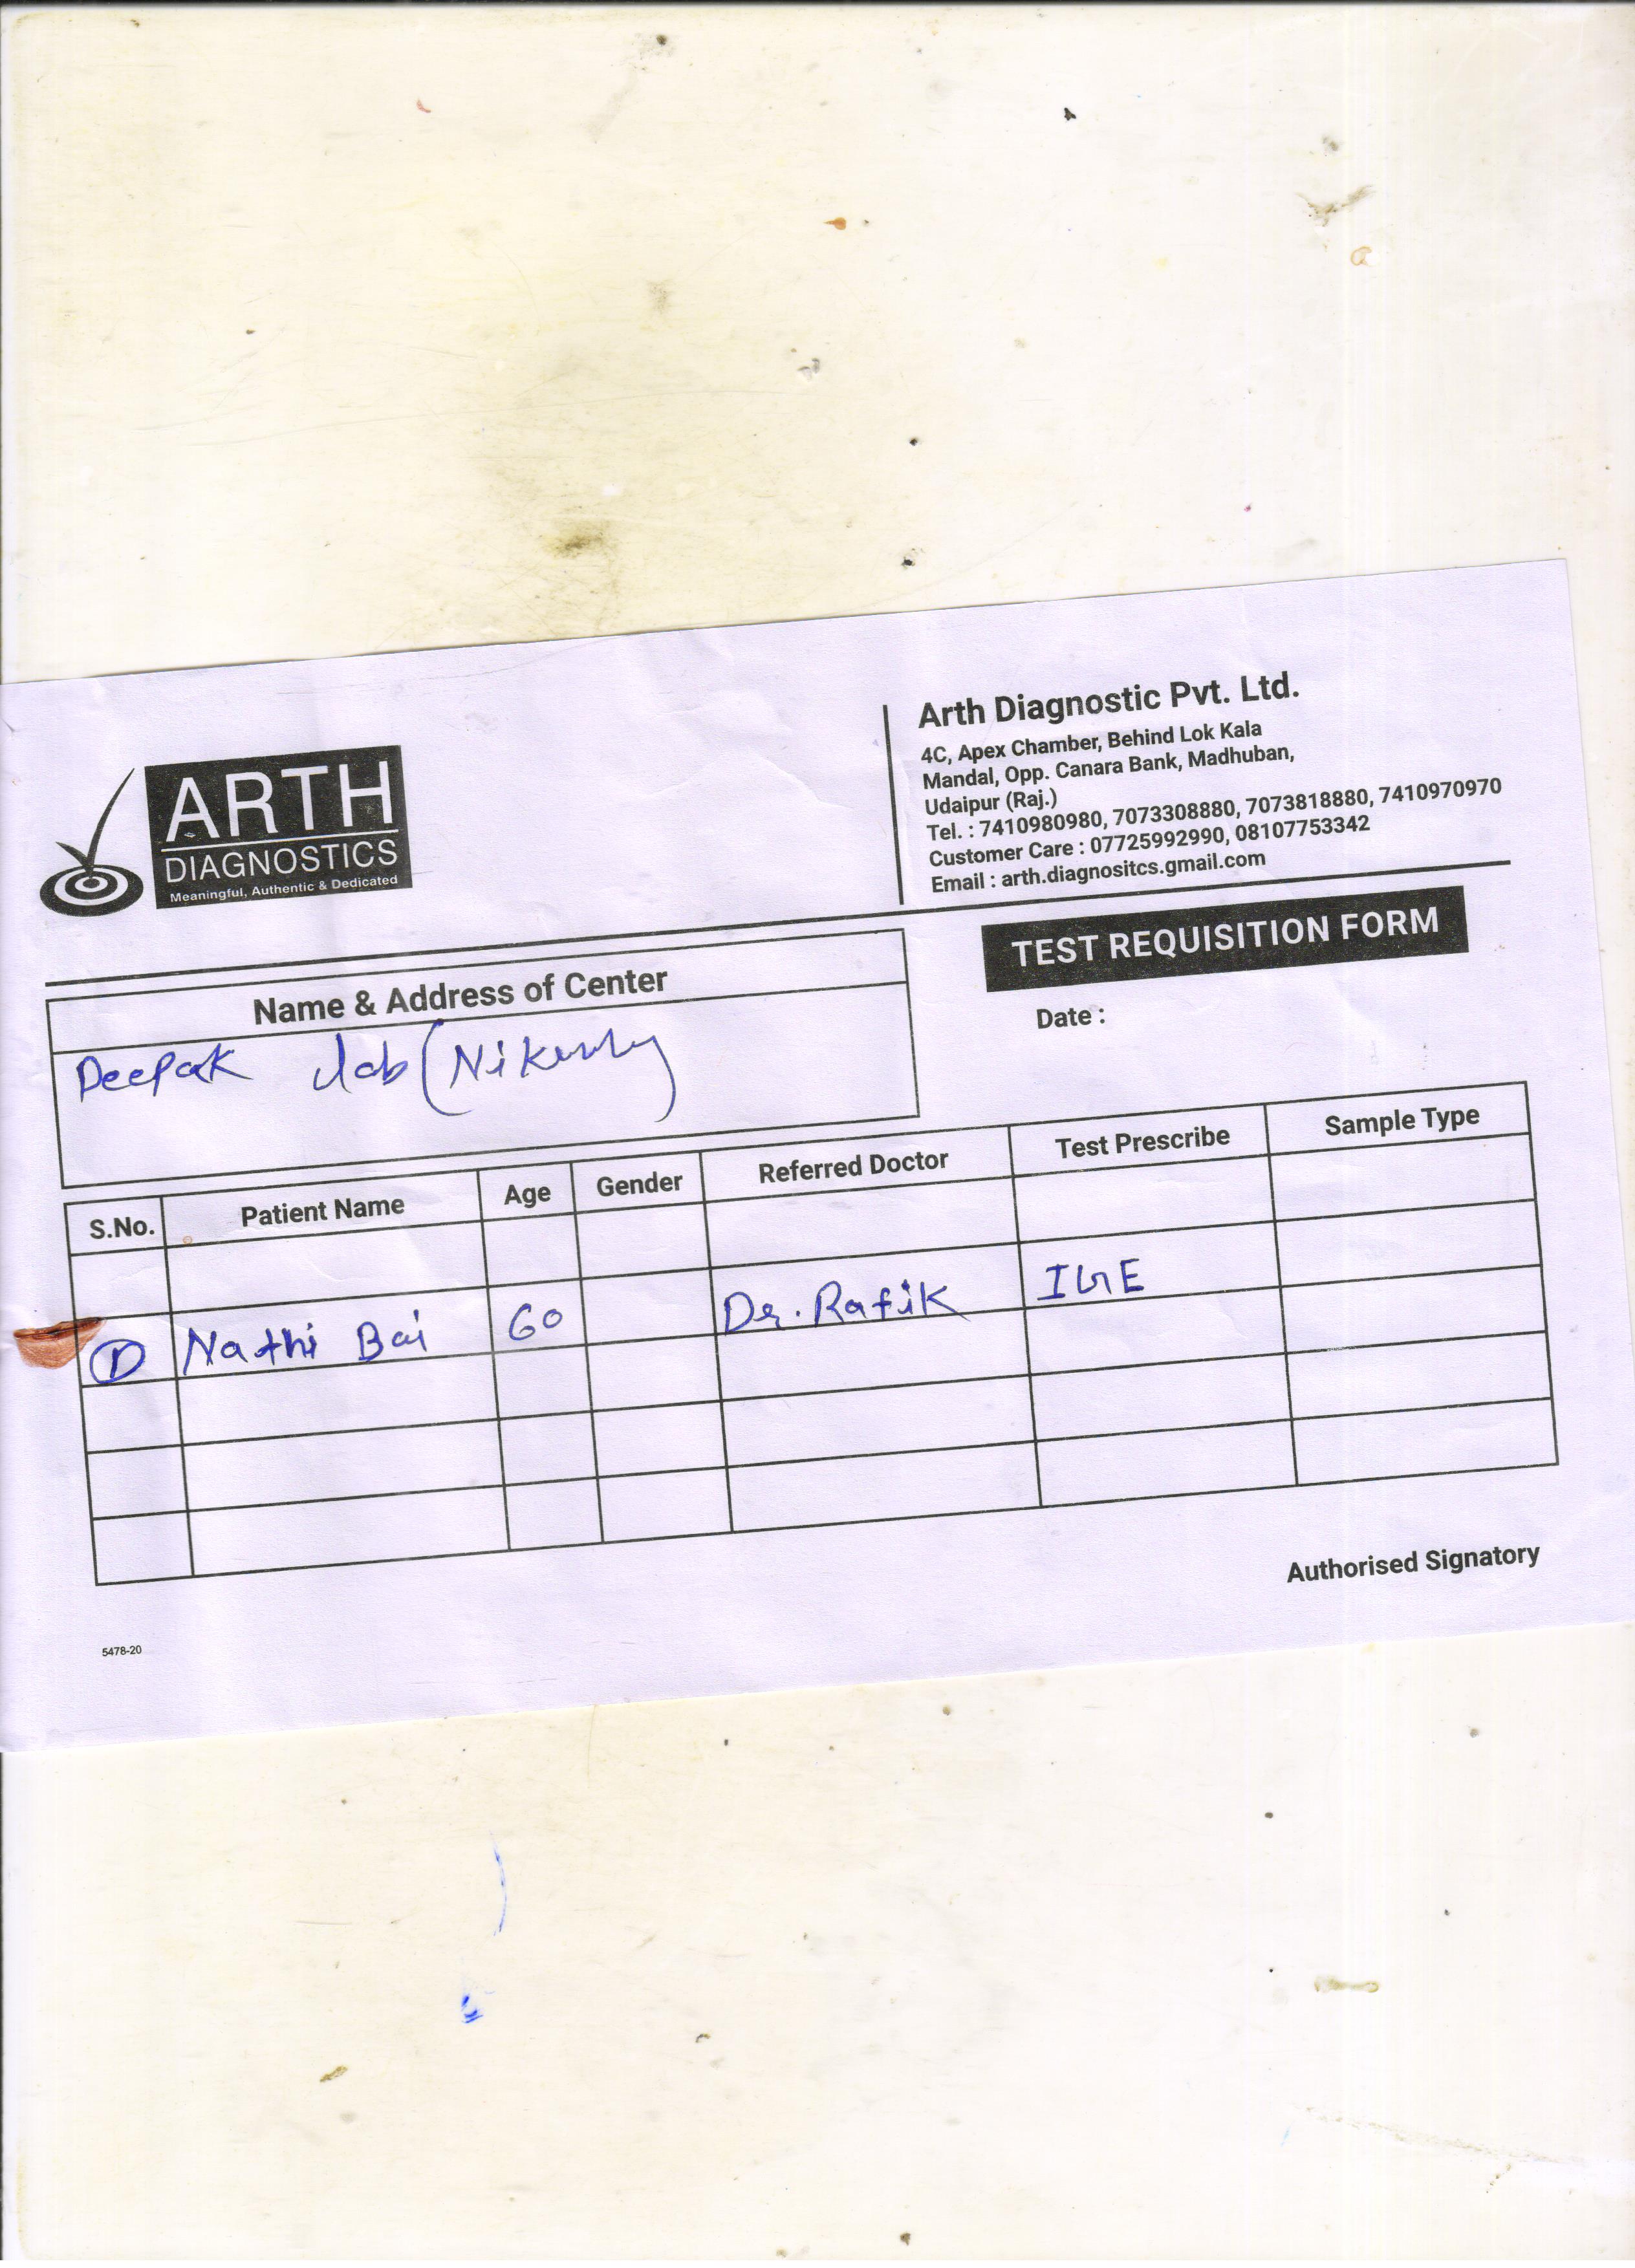 ARTH
DIAGNOSTICS
Meaningful, Authentic & Dedicated
Arth Diagnostic Pvt. Ltd.
4C, Apex Chamber, Behind Lok Kala
Mandal, Opp. Canara Bank, Madhuban,
Udaipur (Raj.)
Tel. : 7410980980, 7073308880, 7073818880, 7410970970
Customer Care : 07725992990, 08107753342
Email : arth.diagnositcs.gmail.com
TEST REQUISITION FORM
Date :
Name & Address of Center
Deepak Lab (
S.No. Patient Name Age Gender Referred Doctor Test Prescribe Sample Type
1 Nathi Bai 60 Dr. Rafik IGE
Authorised Signatory
5478-20